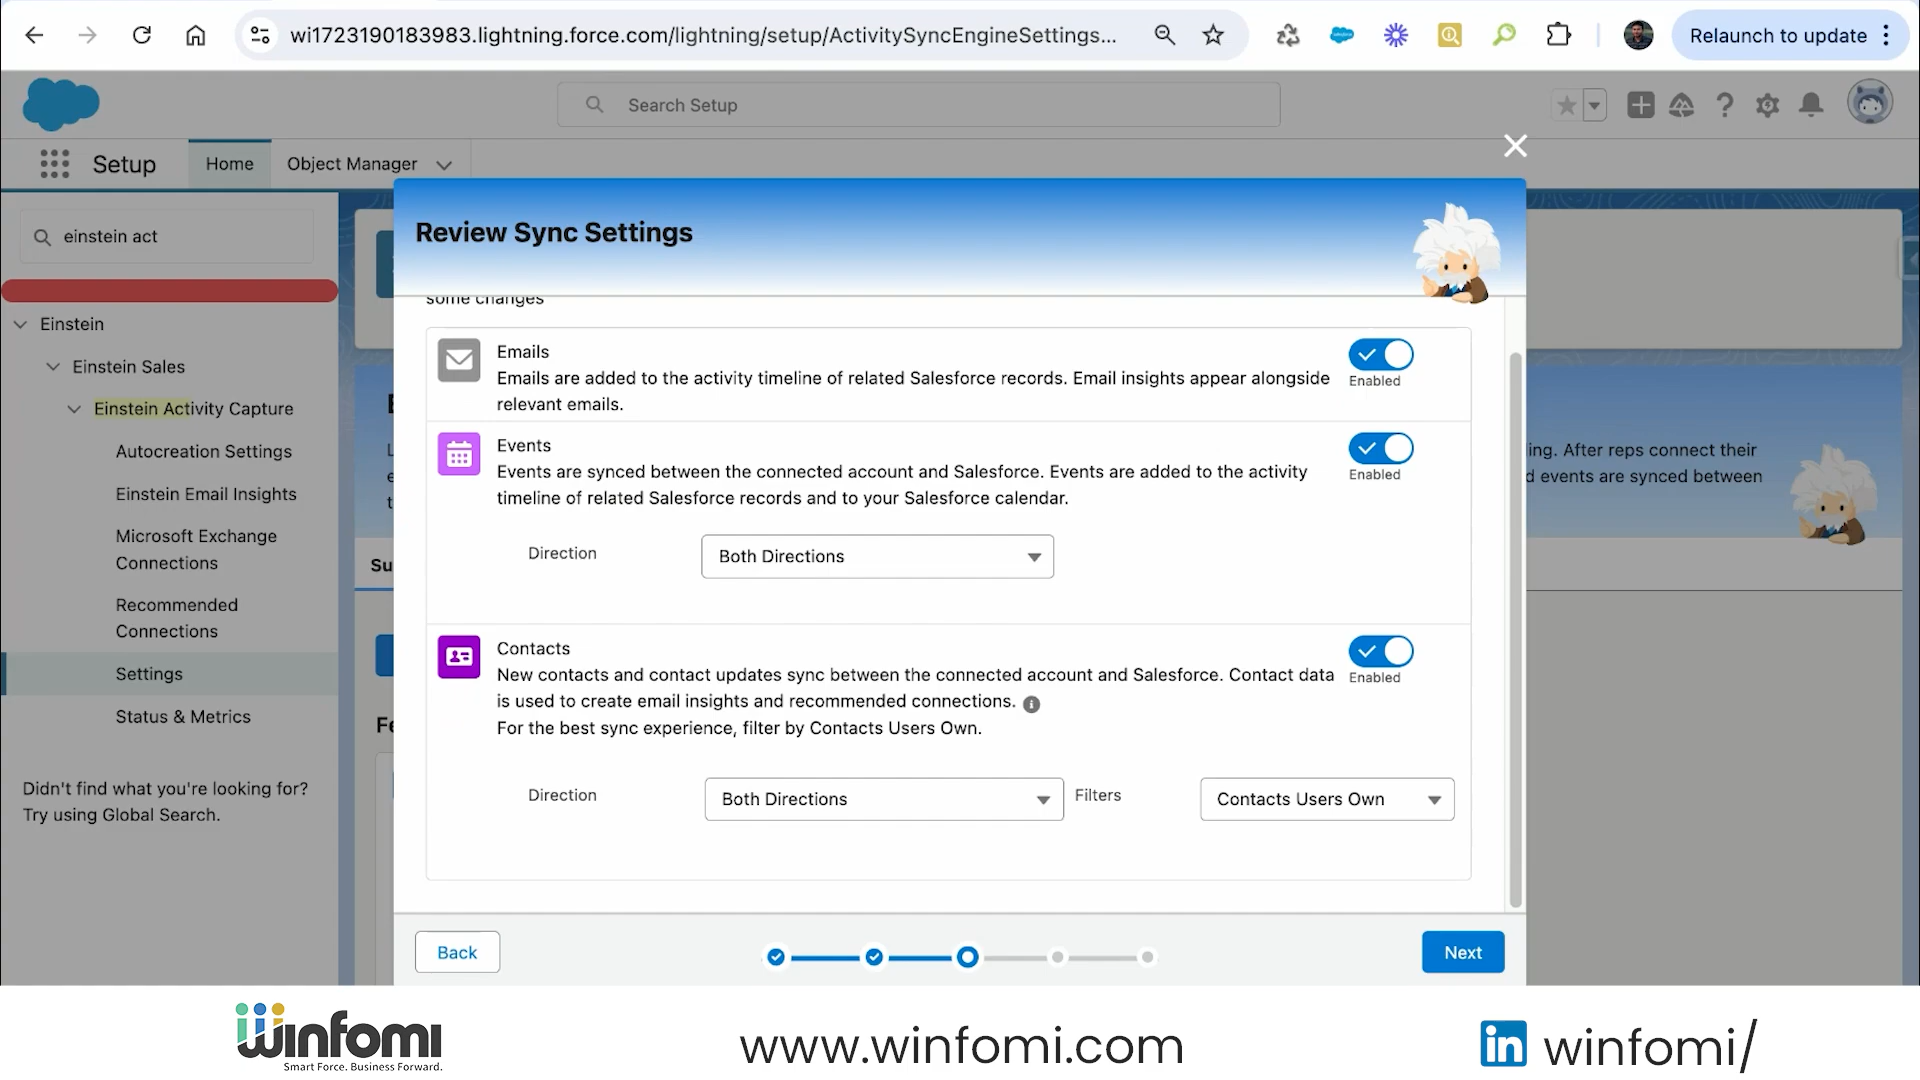 wi1723190183983.lightning.force.com/lightning/setup/ActivitySyncEngineSettings...
Relaunch to update
Search Setup
Setup
Home
Object Manager
einstein act
Einstein
Einstein Sales
Einstein Activity Capture
Autocreation Settings
Einstein Email Insights
Microsoft Exchange
Connections
Recommended
Connections
Settings
Status & Metrics
Didn't find what you're looking for?
Try using Global Search.
Su
Fe
ing. After reps connect their
d events are synced between
Review Sync Settings
some changes
Emails
Emails are added to the activity timeline of related Salesforce records. Email insights appear alongside
relevant emails.
Enabled
Events
Events are synced between the connected account and Salesforce. Events are added to the activity
timeline of related Salesforce records and to your Salesforce calendar.
Enabled
Direction
Both Directions
Contacts
New contacts and contact updates sync between the connected account and Salesforce. Contact data
is used to create email insights and recommended connections.
For the best sync experience, filter by Contacts Users Own.
Enabled
Direction
Both Directions
Filters
Contacts Users Own
Back
Next
winfomi
Smart Force. Business Forward.
www.winfomi.com
in winfomi/